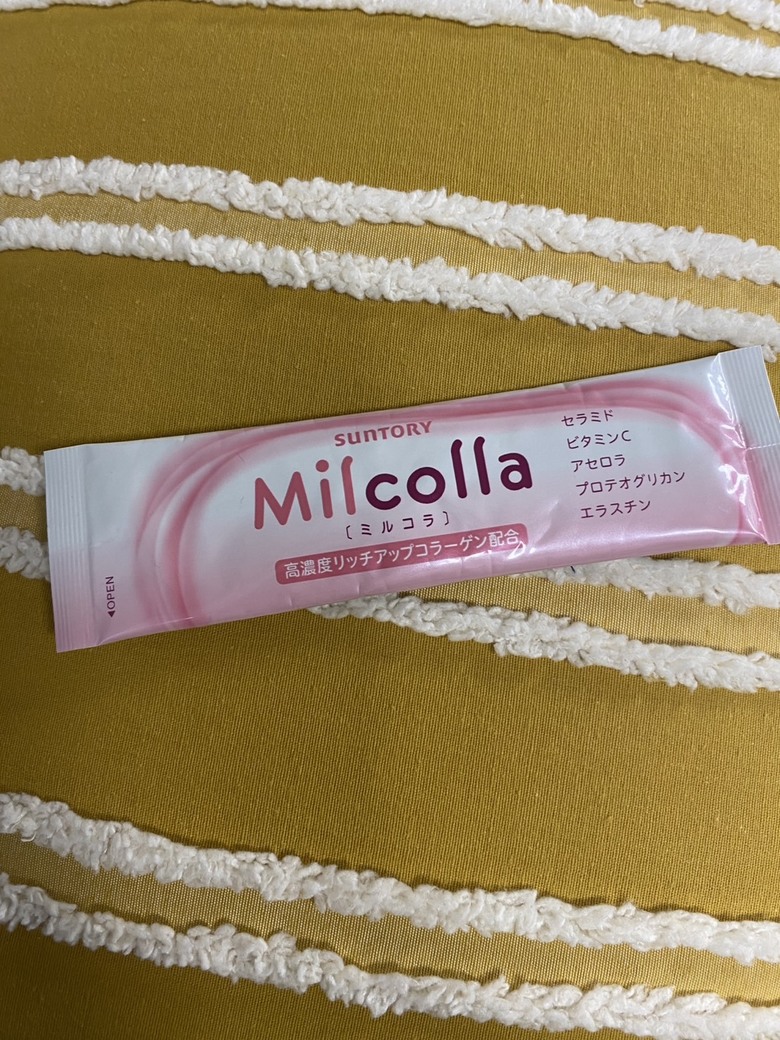 SUNTORY
Milcolla
〔ミルコラ〕
高濃度リッチアップコラーゲン配合
セラミド
ビタミンC
アセロラ
プロテオグリカン
エラスチン
◀OPEN